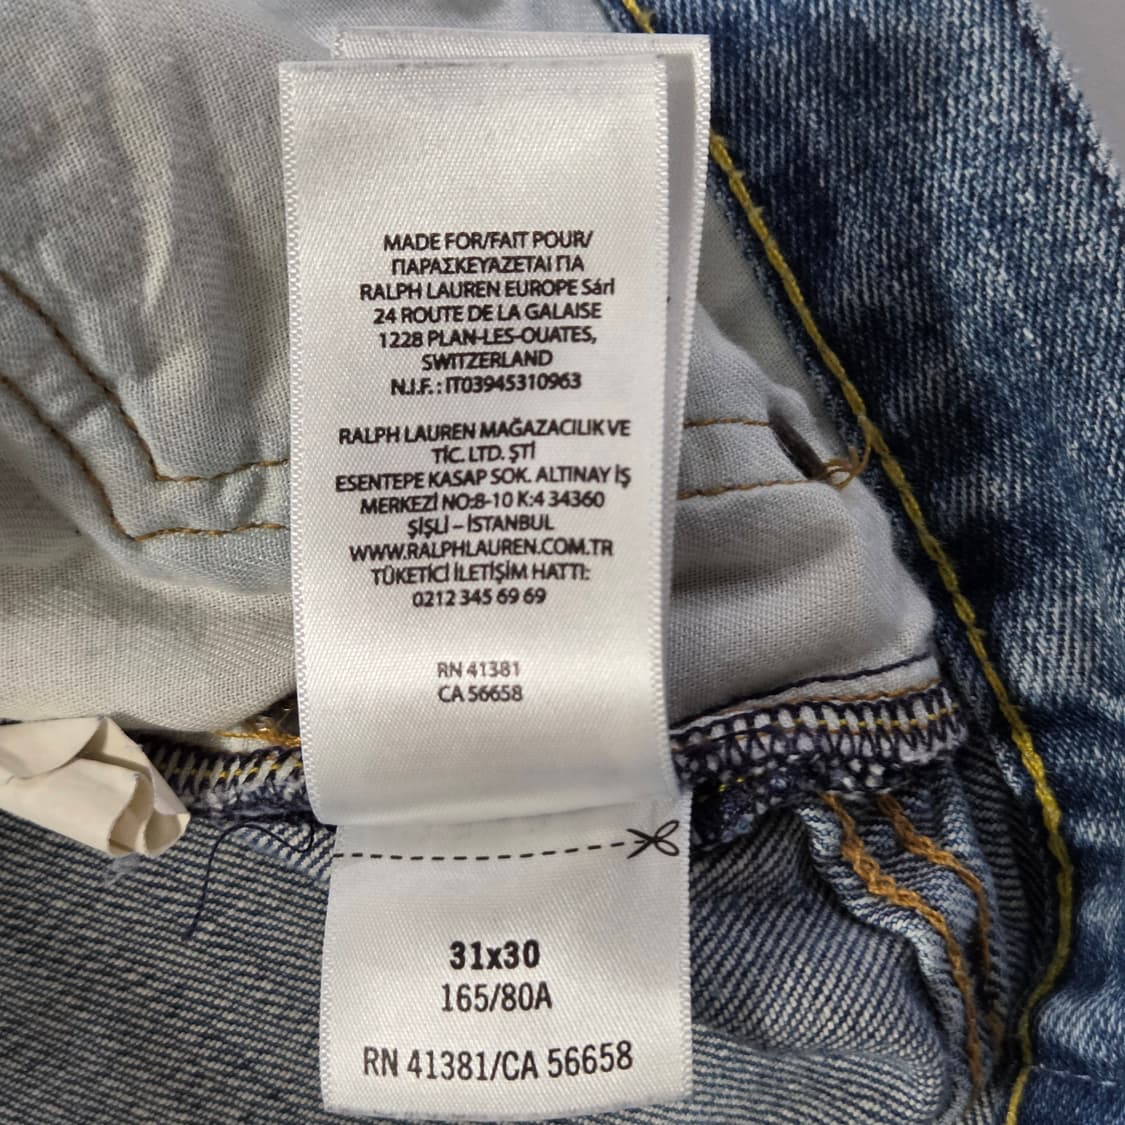 MADE FOR/FAIT POUR/
ΠΑΡΑΣΚΕΥΑΖΕΤΑΙ ΓΙΑ
RALPH LAUREN EUROPE Sárl
24 ROUTE DE LA GALAISE
1228 PLAN-LES-OUATES,
SWITZERLAND
N.I.F. : IT03945310963
RALPH LAUREN MAĞAZACILIK VE
TİC. LTD. ŞTİ
ESENTEPE KASAP SOK. ALTINAY İŞ
MERKEZİ NO:8-10 K:4 34360
ŞİŞLİ – İSTANBUL
WWW.RALPHLAUREN.COM.TR
TÜKETİCİ İLETİŞİM HATTI:
0212 345 69 69
RN 41381
CA 56658
31x30
165/80A
RN 41381/CA 56658